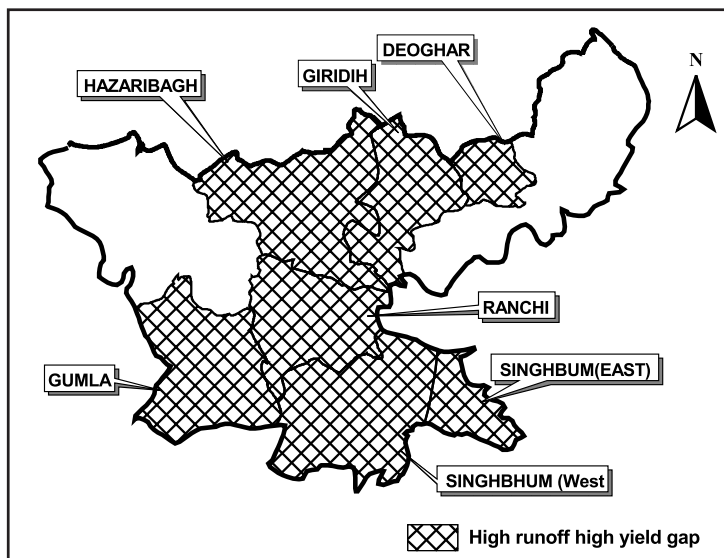 DEOGHAR
GIRIDIH
HAZARIBAGH
N
RANCHI
SINGHBUM(EAST)
GUMLA
SINGHBHUM (West
High runoff high yield gap